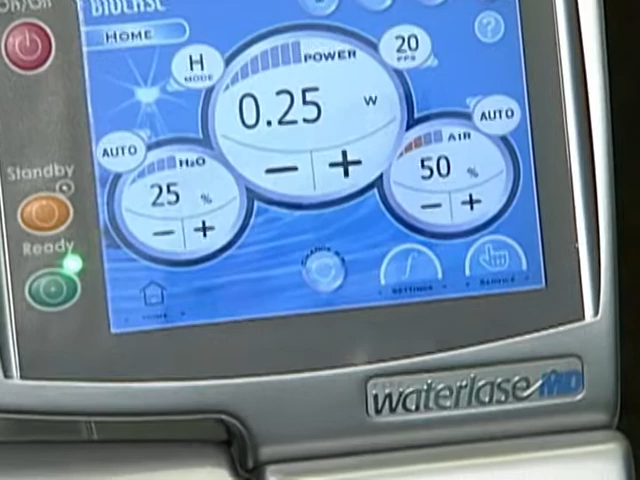 On/Off
BIOLASE
HOME
H
MODE
POWER
20
PPS
?
0.25 W
− +
AUTO
H2O
25 %
− +
AUTO
AIR
50 %
− +
Standby
Ready
SETTINGS
waterlase MD